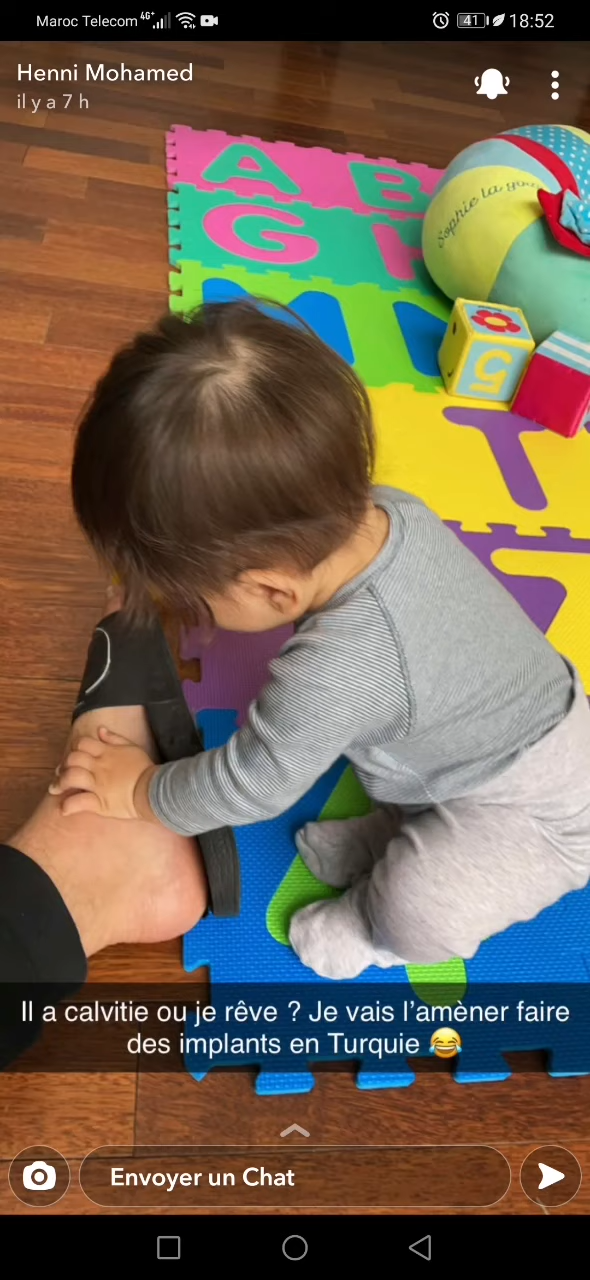 Maroc Telecom 4G+ 41 18:52
Henni Mohamed
il y a 7 h
A B
G H
Sophie la
5
T
Il a calvitie ou je rêve ? Je vais l'amèner faire
des implants en Turquie 😂
Envoyer un Chat